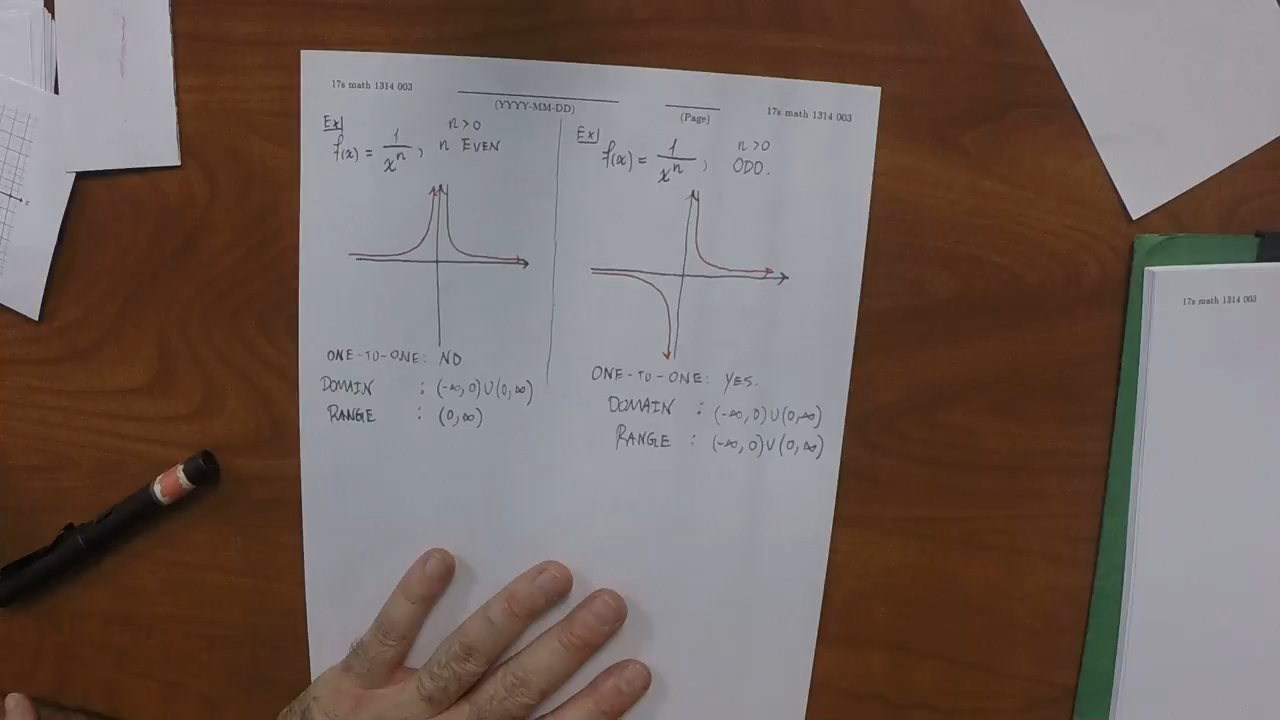 17s math 1314 003
(YYYY-MM-DD)
(Page)
17s math 1314 003
Ex|
f(x) = 1/xⁿ, n>0
n EVEN
ONE-TO-ONE: NO
DOMAIN : (-∞,0)∪(0,∞)
RANGE : (0,∞)
Ex|
f(x) = 1/xⁿ, n>0
ODD.
ONE-TO-ONE: YES.
DOMAIN : (-∞,0)∪(0,∞)
RANGE : (-∞,0)∪(0,∞)
17s math 1314 003